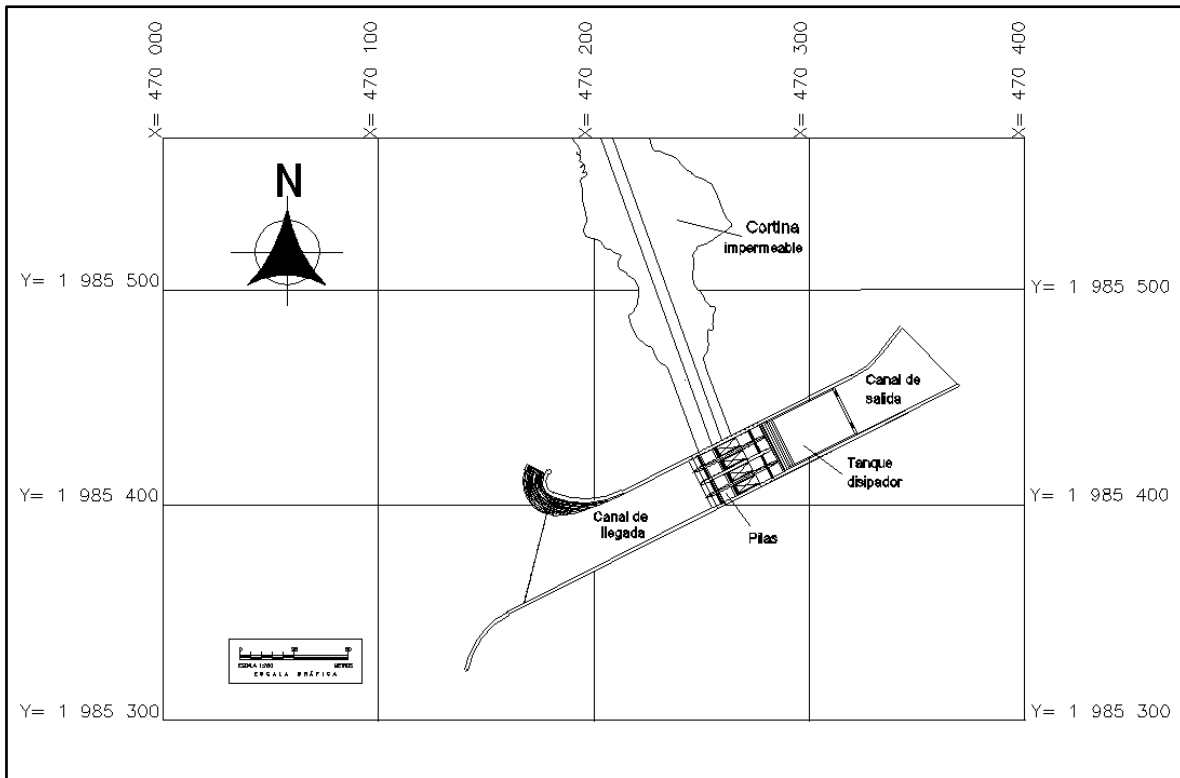 X= 470 000
X= 470 100
X= 470 200
X= 470 300
X= 470 400
N
Cortina
impermeable
Y= 1 985 500
Y= 1 985 500
Canal de
salida
Tanque
disipador
Y= 1 985 400
Y= 1 985 400
Canal de
llegada
Pilas
0
METROS
ESCALA GRÁFICA
Y= 1 985 300
Y= 1 985 300